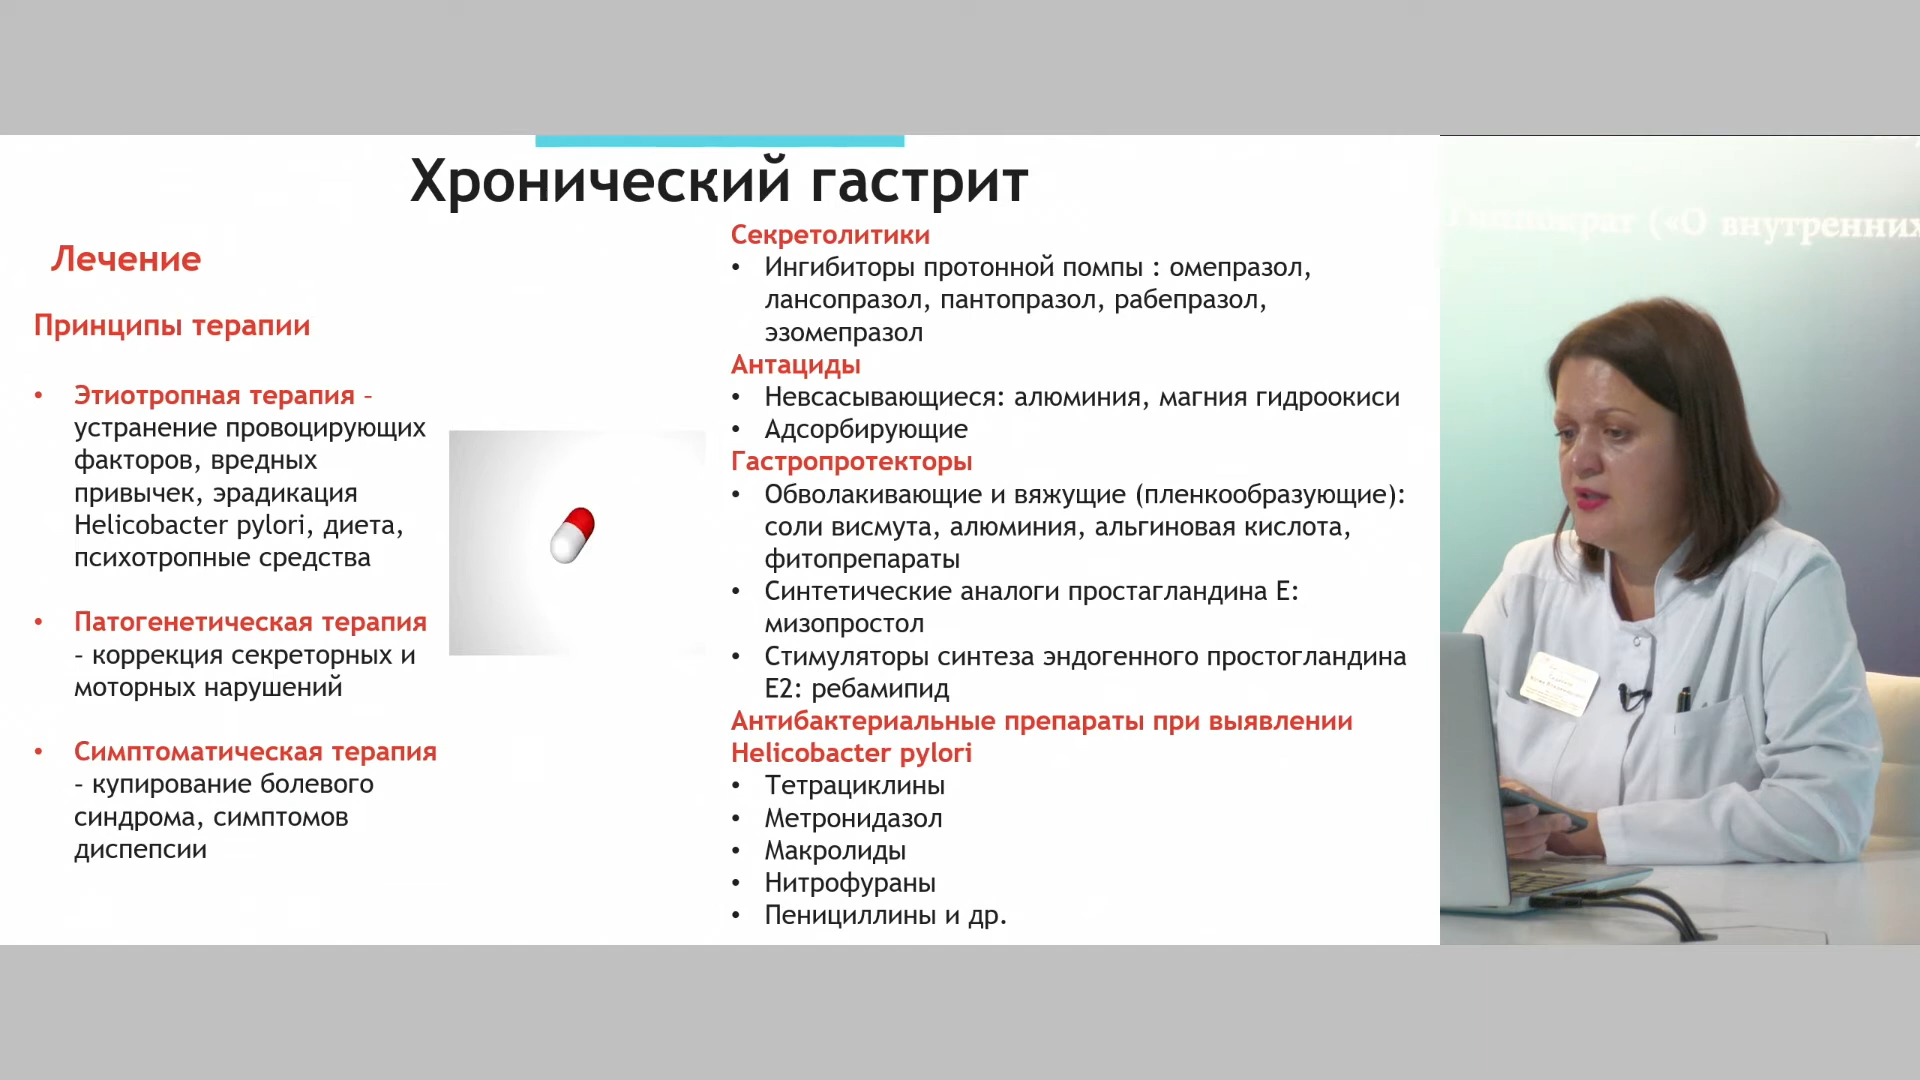 Хронический гастрит
Лечение
Принципы терапии
• Этиотропная терапия –
устранение провоцирующих
факторов, вредных
привычек, эрадикация
Helicobacter pylori, диета,
психотропные средства
• Патогенетическая терапия
– коррекция секреторных и
моторных нарушений
• Симптоматическая терапия
– купирование болевого
синдрома, симптомов
диспепсии
Секретолитики
• Ингибиторы протонной помпы : омепразол,
лансопразол, пантопразол, рабепразол,
эзомепразол
Антациды
• Невсасывающиеся: алюминия, магния гидроокиси
• Адсорбирующие
Гастропротекторы
• Обволакивающие и вяжущие (пленкообразующие):
соли висмута, алюминия, альгиновая кислота,
фитопрепараты
• Синтетические аналоги простагландина Е:
мизопростол
• Стимуляторы синтеза эндогенного простогландина
Е2: ребамипид
Антибактериальные препараты при выявлении
Helicobacter pylori
• Тетрациклины
• Метронидазол
• Макролиды
• Нитрофураны
• Пенициллины и др.
Гиппократ («О внутренних